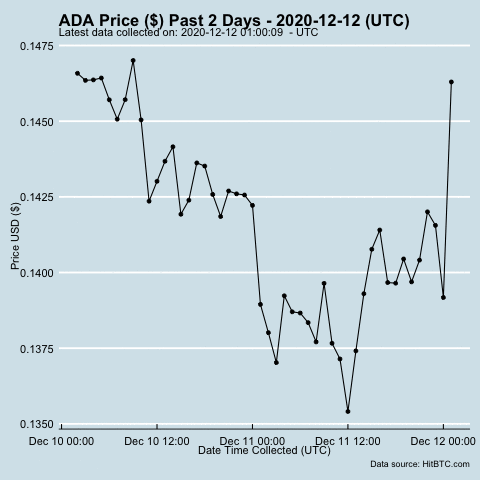 ADA Price ($) Past 2 Days - 2020-12-12 (UTC)
Latest data collected on: 2020-12-12 01:00:09  - UTC
0.1475
0.1450
0.1425
0.1400
0.1375
0.1350
Price USD ($)
Dec 10 00:00 Dec 10 12:00 Dec 11 00:00 Dec 11 12:00 Dec 12 00:00
Date Time Collected (UTC)
Data source: HitBTC.com